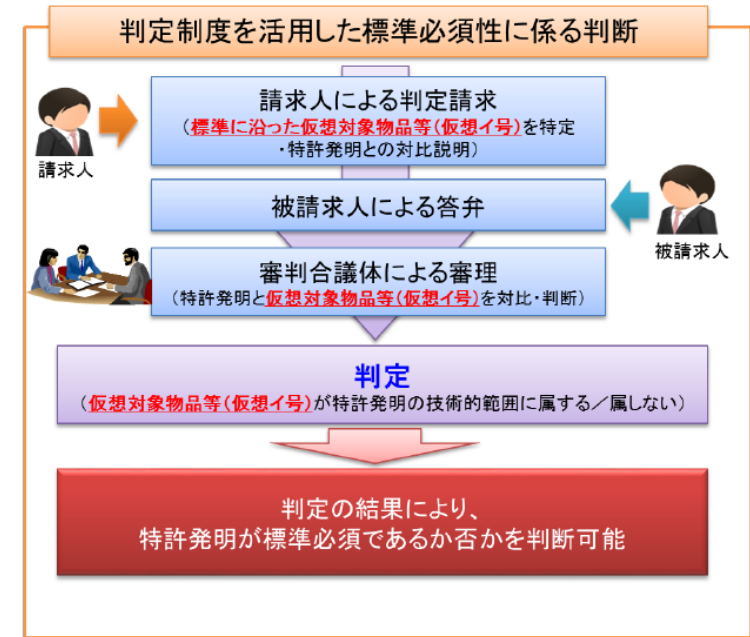 判定制度を活用した標準必須性に係る判断
請求人による判定請求
（標準に沿った仮想対象物品等(仮想イ号)を特定
・特許発明との対比説明）
請求人
被請求人による答弁
被請求人
審判合議体による審理
（特許発明と仮想対象物品等(仮想イ号)を対比・判断）
判定
（仮想対象物品等(仮想イ号)が特許発明の技術的範囲に属する／属しない）
判定の結果により、
特許発明が標準必須であるか否かを判断可能